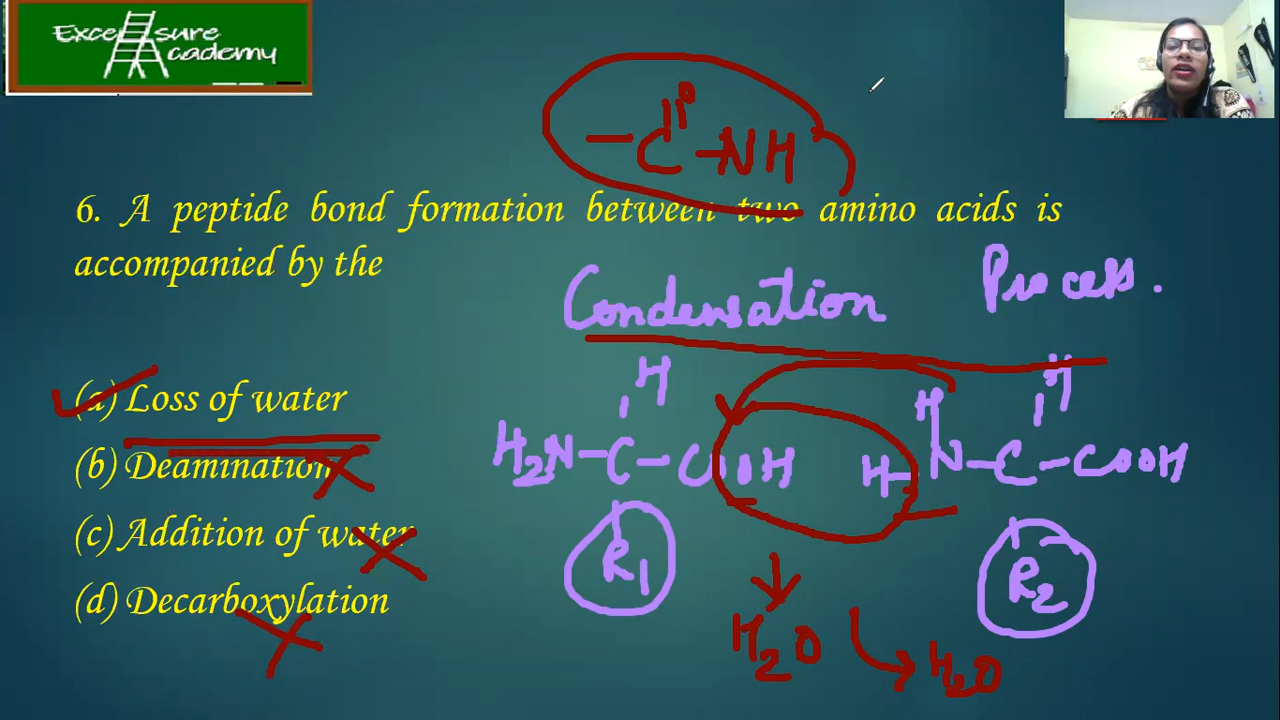 Excel sure
Academy
O
- C - NH
6. A peptide bond formation between two amino acids is
accompanied by the
Condensation Process.
(a) Loss of water
(b) Deamination
(c) Addition of water
(d) Decarboxylation
H H H
H2N - C - COOH H - N - C - COOH
R1 R2
H2O H2O